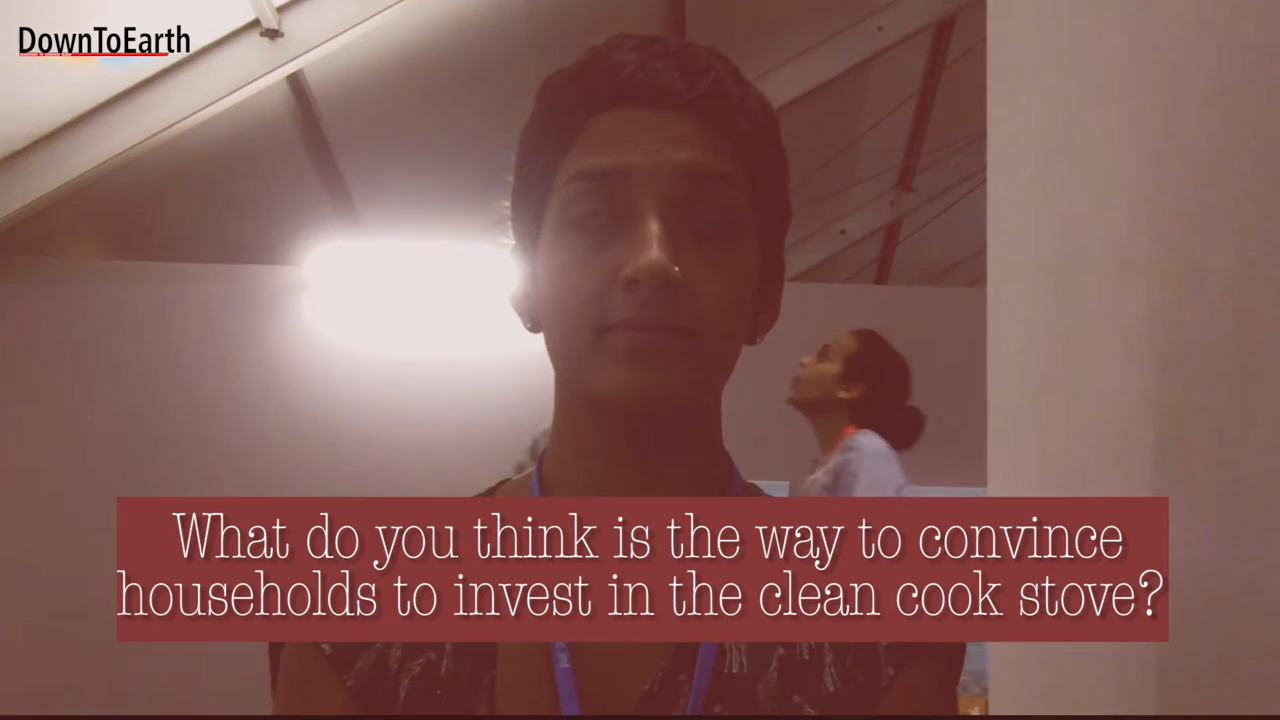 DownToEarth
What do you think is the way to convince
households to invest in the clean cook stove?